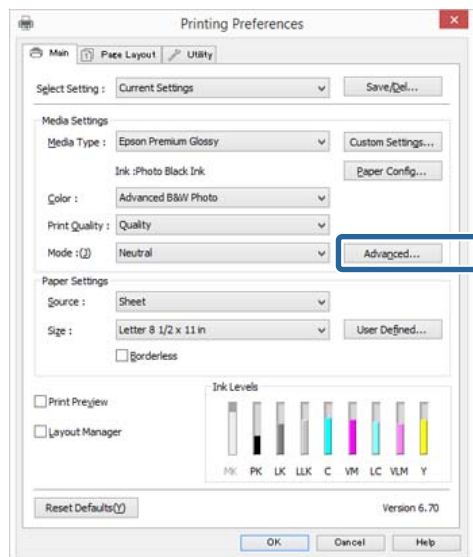 Printing Preferences
Main Page Layout Utility
Select Setting : Current Settings Save/Del...
Media Settings
Media Type : Epson Premium Glossy Custom Settings...
Ink :Photo Black Ink Paper Config...
Color : Advanced B&W Photo
Print Quality : Quality
Mode :(J) Neutral Advanced...
Paper Settings
Source : Sheet
Size : Letter 8 1/2 x 11 in User Defined...
Borderless
Ink Levels
Print Preview
Layout Manager
MK PK LK LLK C VM LC VLM Y
Reset Defaults(Y) Version 6.70
OK Cancel Help